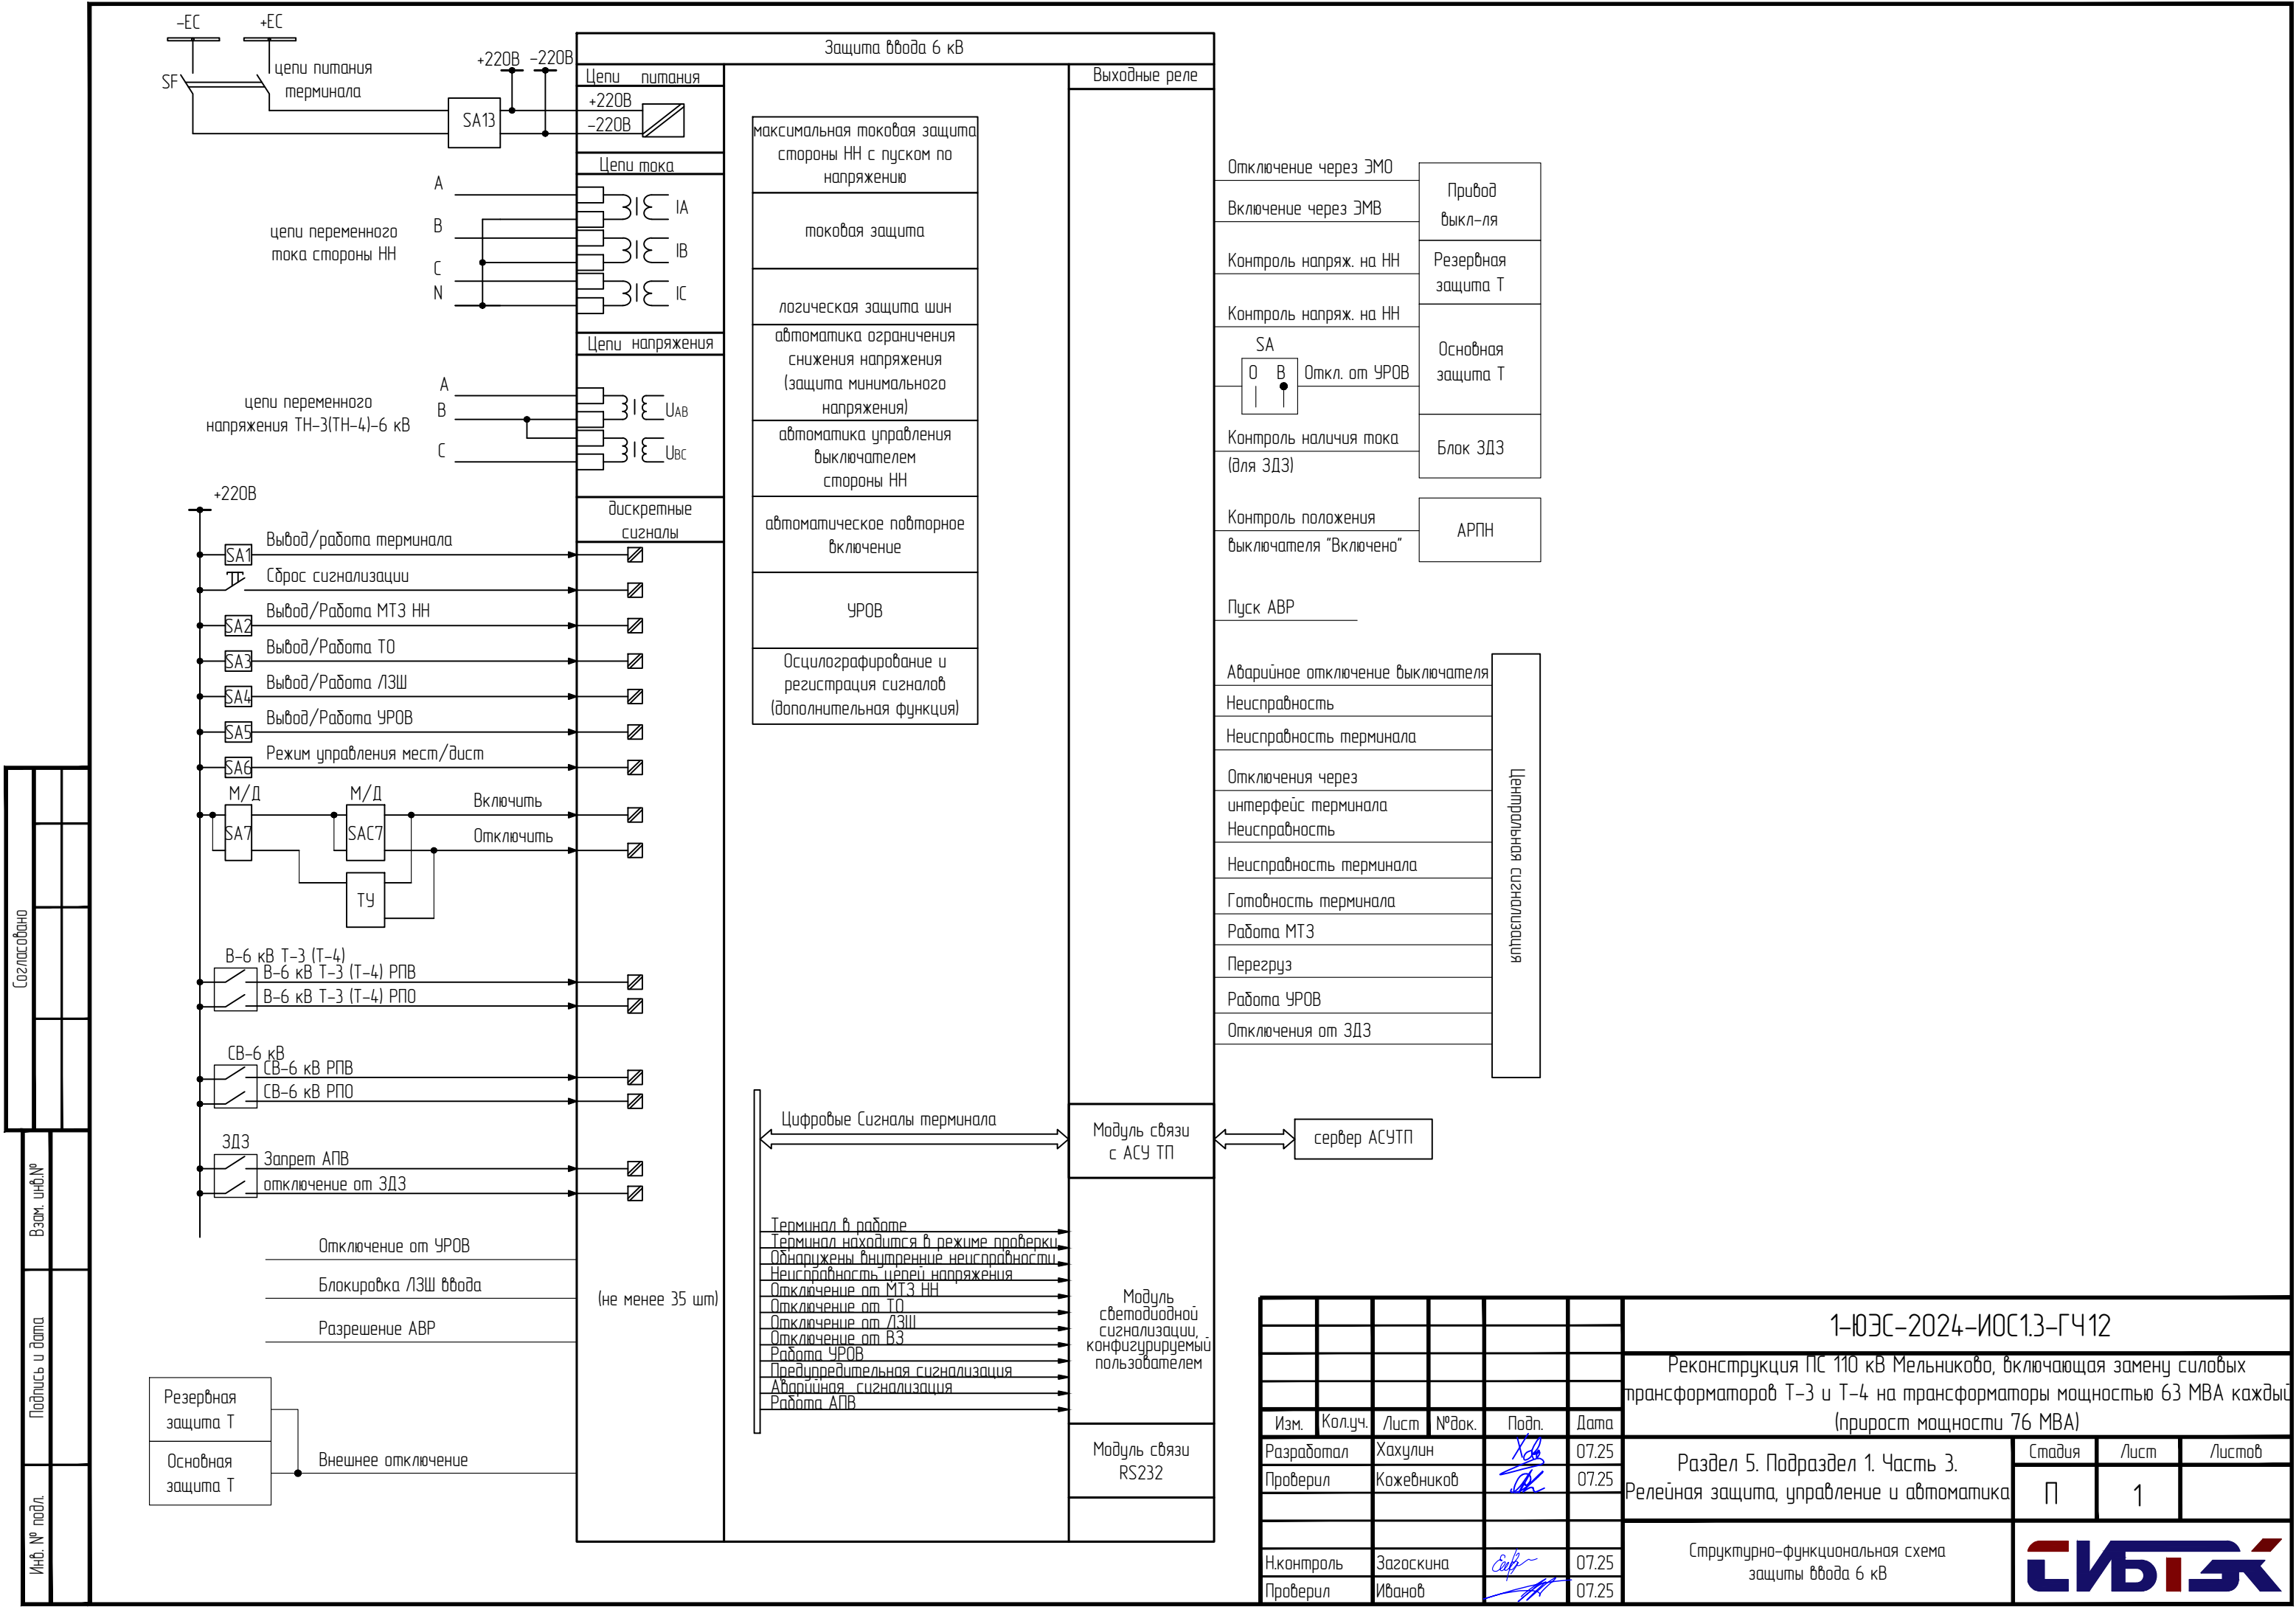 -ЕС
+ЕС
SF
цепи питания
терминала
+220В
-220В
SA13
Защита ввода 6 кВ
Цепи питания
+220В
-220В
Цепи тока
A
B
C
N
цепи переменного
тока стороны НН
IA
IB
IC
Цепи напряжения
A
B
C
цепи переменного
напряжения ТН-3(ТН-4)-6 кВ
UАВ
UВС
дискретные
сигналы
+220В
SA1
Вывод/работа терминала
Сброс сигнализации
SA2
Вывод/Работа МТЗ НН
SA3
Вывод/Работа ТО
SA4
Вывод/Работа ЛЗШ
SA5
Вывод/Работа УРОВ
SA6
Режим управления мест/дист
М/Д
SA7
М/Д
SAC7
Включить
Отключить
ТУ
В-6 кВ Т-3 (Т-4)
В-6 кВ Т-3 (Т-4) РПВ
В-6 кВ Т-3 (Т-4) РПО
СВ-6 кВ
СВ-6 кВ РПВ
СВ-6 кВ РПО
ЗДЗ
Запрет АПВ
отключение от ЗДЗ
Отключение от УРОВ
Блокировка ЛЗШ ввода
Разрешение АВР
(не менее 35 шт)
Резервная
защита Т
Основная
защита Т
Внешнее отключение
максимальная токовая защита
стороны НН с пуском по
напряжению
токовая защита
логическая защита шин
автоматика ограничения
снижения напряжения
(защита минимального
напряжения)
автоматика управления
выключателем
стороны НН
автоматическое повторное
включение
УРОВ
Осцилографирование и
регистрация сигналов
(дополнительная функция)
Цифровые Сигналы терминала
Терминал в работе
Терминал находится в режиме проверки
Обнаружены внутренние неисправности
Неисправность цепей напряжения
Отключение от МТЗ НН
Отключение от ТО
Отключение от ЛЗШ
Отключение от ВЗ
Работа УРОВ
Предупредительная сигнализация
Аварийная сигнализация
Работа АПВ
Выходные реле
Модуль связи
с АСУ ТП
Модуль
светодиодной
сигнализации,
конфигурируемый
пользователем
Модуль связи
RS232
Отключение через ЭМО
Включение через ЭМВ
Привод
выкл-ля
Контроль напряж. на НН
Резервная
защита Т
Контроль напряж. на НН
SA
О В
Откл. от УРОВ
Основная
защита Т
Контроль наличия тока
(для ЗДЗ)
Блок ЗДЗ
Контроль положения
выключателя "Включено"
АРПН
Пуск АВР
Аварийное отключение выключателя
Неисправность
Неисправность терминала
Отключения через
интерфейс терминала
Неисправность
Неисправность терминала
Готовность терминала
Работа МТЗ
Перегруз
Работа УРОВ
Отключения от ЗДЗ
Центральная сигнализация
сервер АСУТП
Согласовано
Взам. инв.№
Подпись и дата
Инв. № подл.
1-ЮЭС-2024-ИОС1.3-ГЧ12
Реконструкция ПС 110 кВ Мельниково, включающая замену силовых
трансформаторов Т-3 и Т-4 на трансформаторы мощностью 63 МВА каждый
(прирост мощности 76 МВА)
Изм. Кол.уч. Лист №док. Подп. Дата
Разработал Хахулин 07.25
Проверил Кожевников 07.25
Н.контроль Загоскина 07.25
Проверил Иванов 07.25
Раздел 5. Подраздел 1. Часть 3.
Релейная защита, управление и автоматика
Стадия Лист Листов
П 1
Структурно-функциональная схема
защиты ввода 6 кВ
СИБТЭК